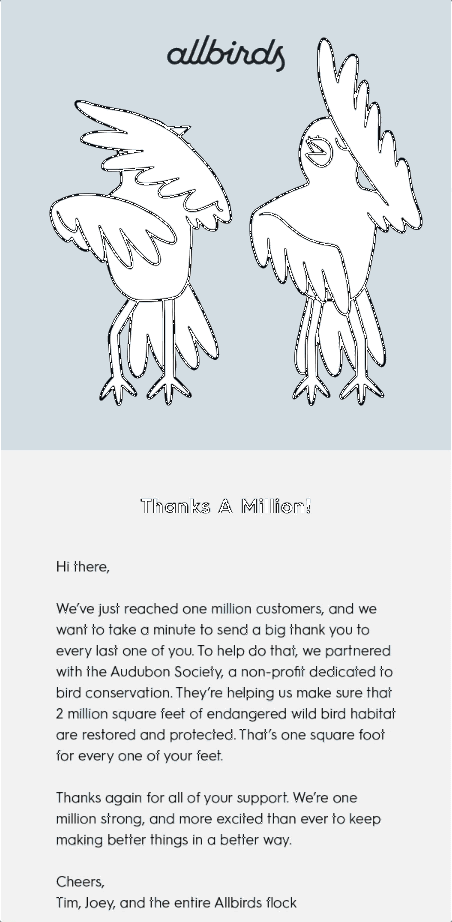 allbirds
Thanks A Million!
Hi there,
We've just reached one million customers, and we
want to take a minute to send a big thank you to
every last one of you. To help do that, we partnered
with the Audubon Society, a non-profit dedicated to
bird conservation. They're helping us make sure that
2 million square feet of endangered wild bird habitat
are restored and protected. That's one square foot
for every one of your feet.
Thanks again for all of your support. We're one
million strong, and more excited than ever to keep
making better things in a better way.
Cheers,
Tim, Joey, and the entire Allbirds flock